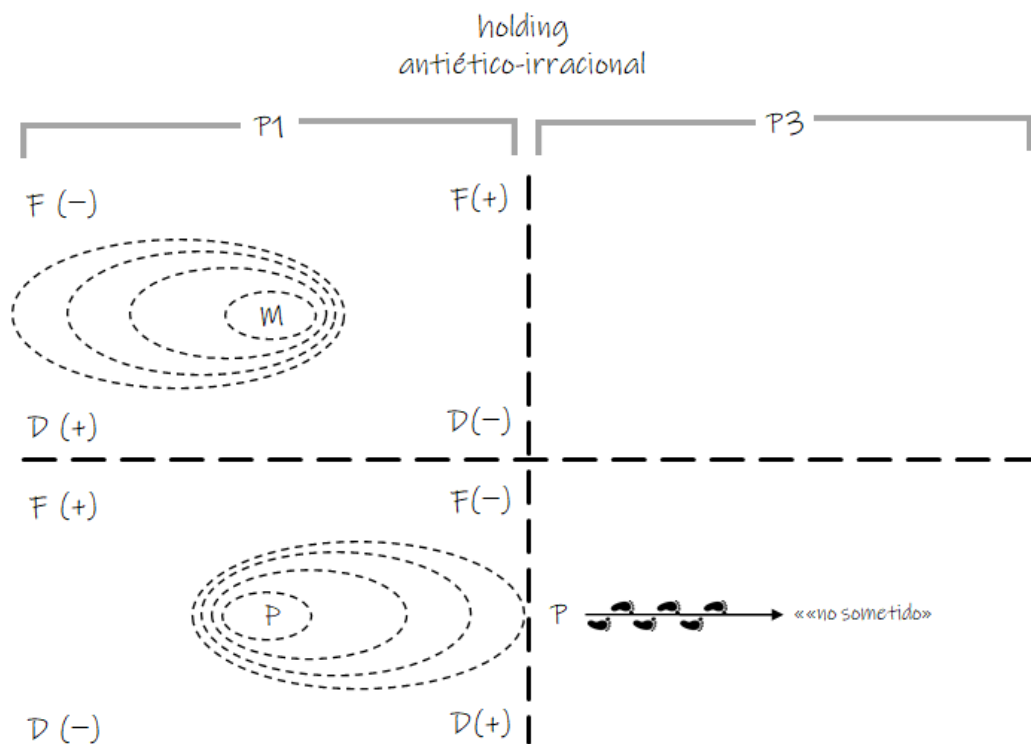 holding
antiético-irracional
P1
P3
F (−)
F(+)
M
D (+)
D(−)
F (+)
F(−)
P
P
««no sometido»
D (−)
D(+)